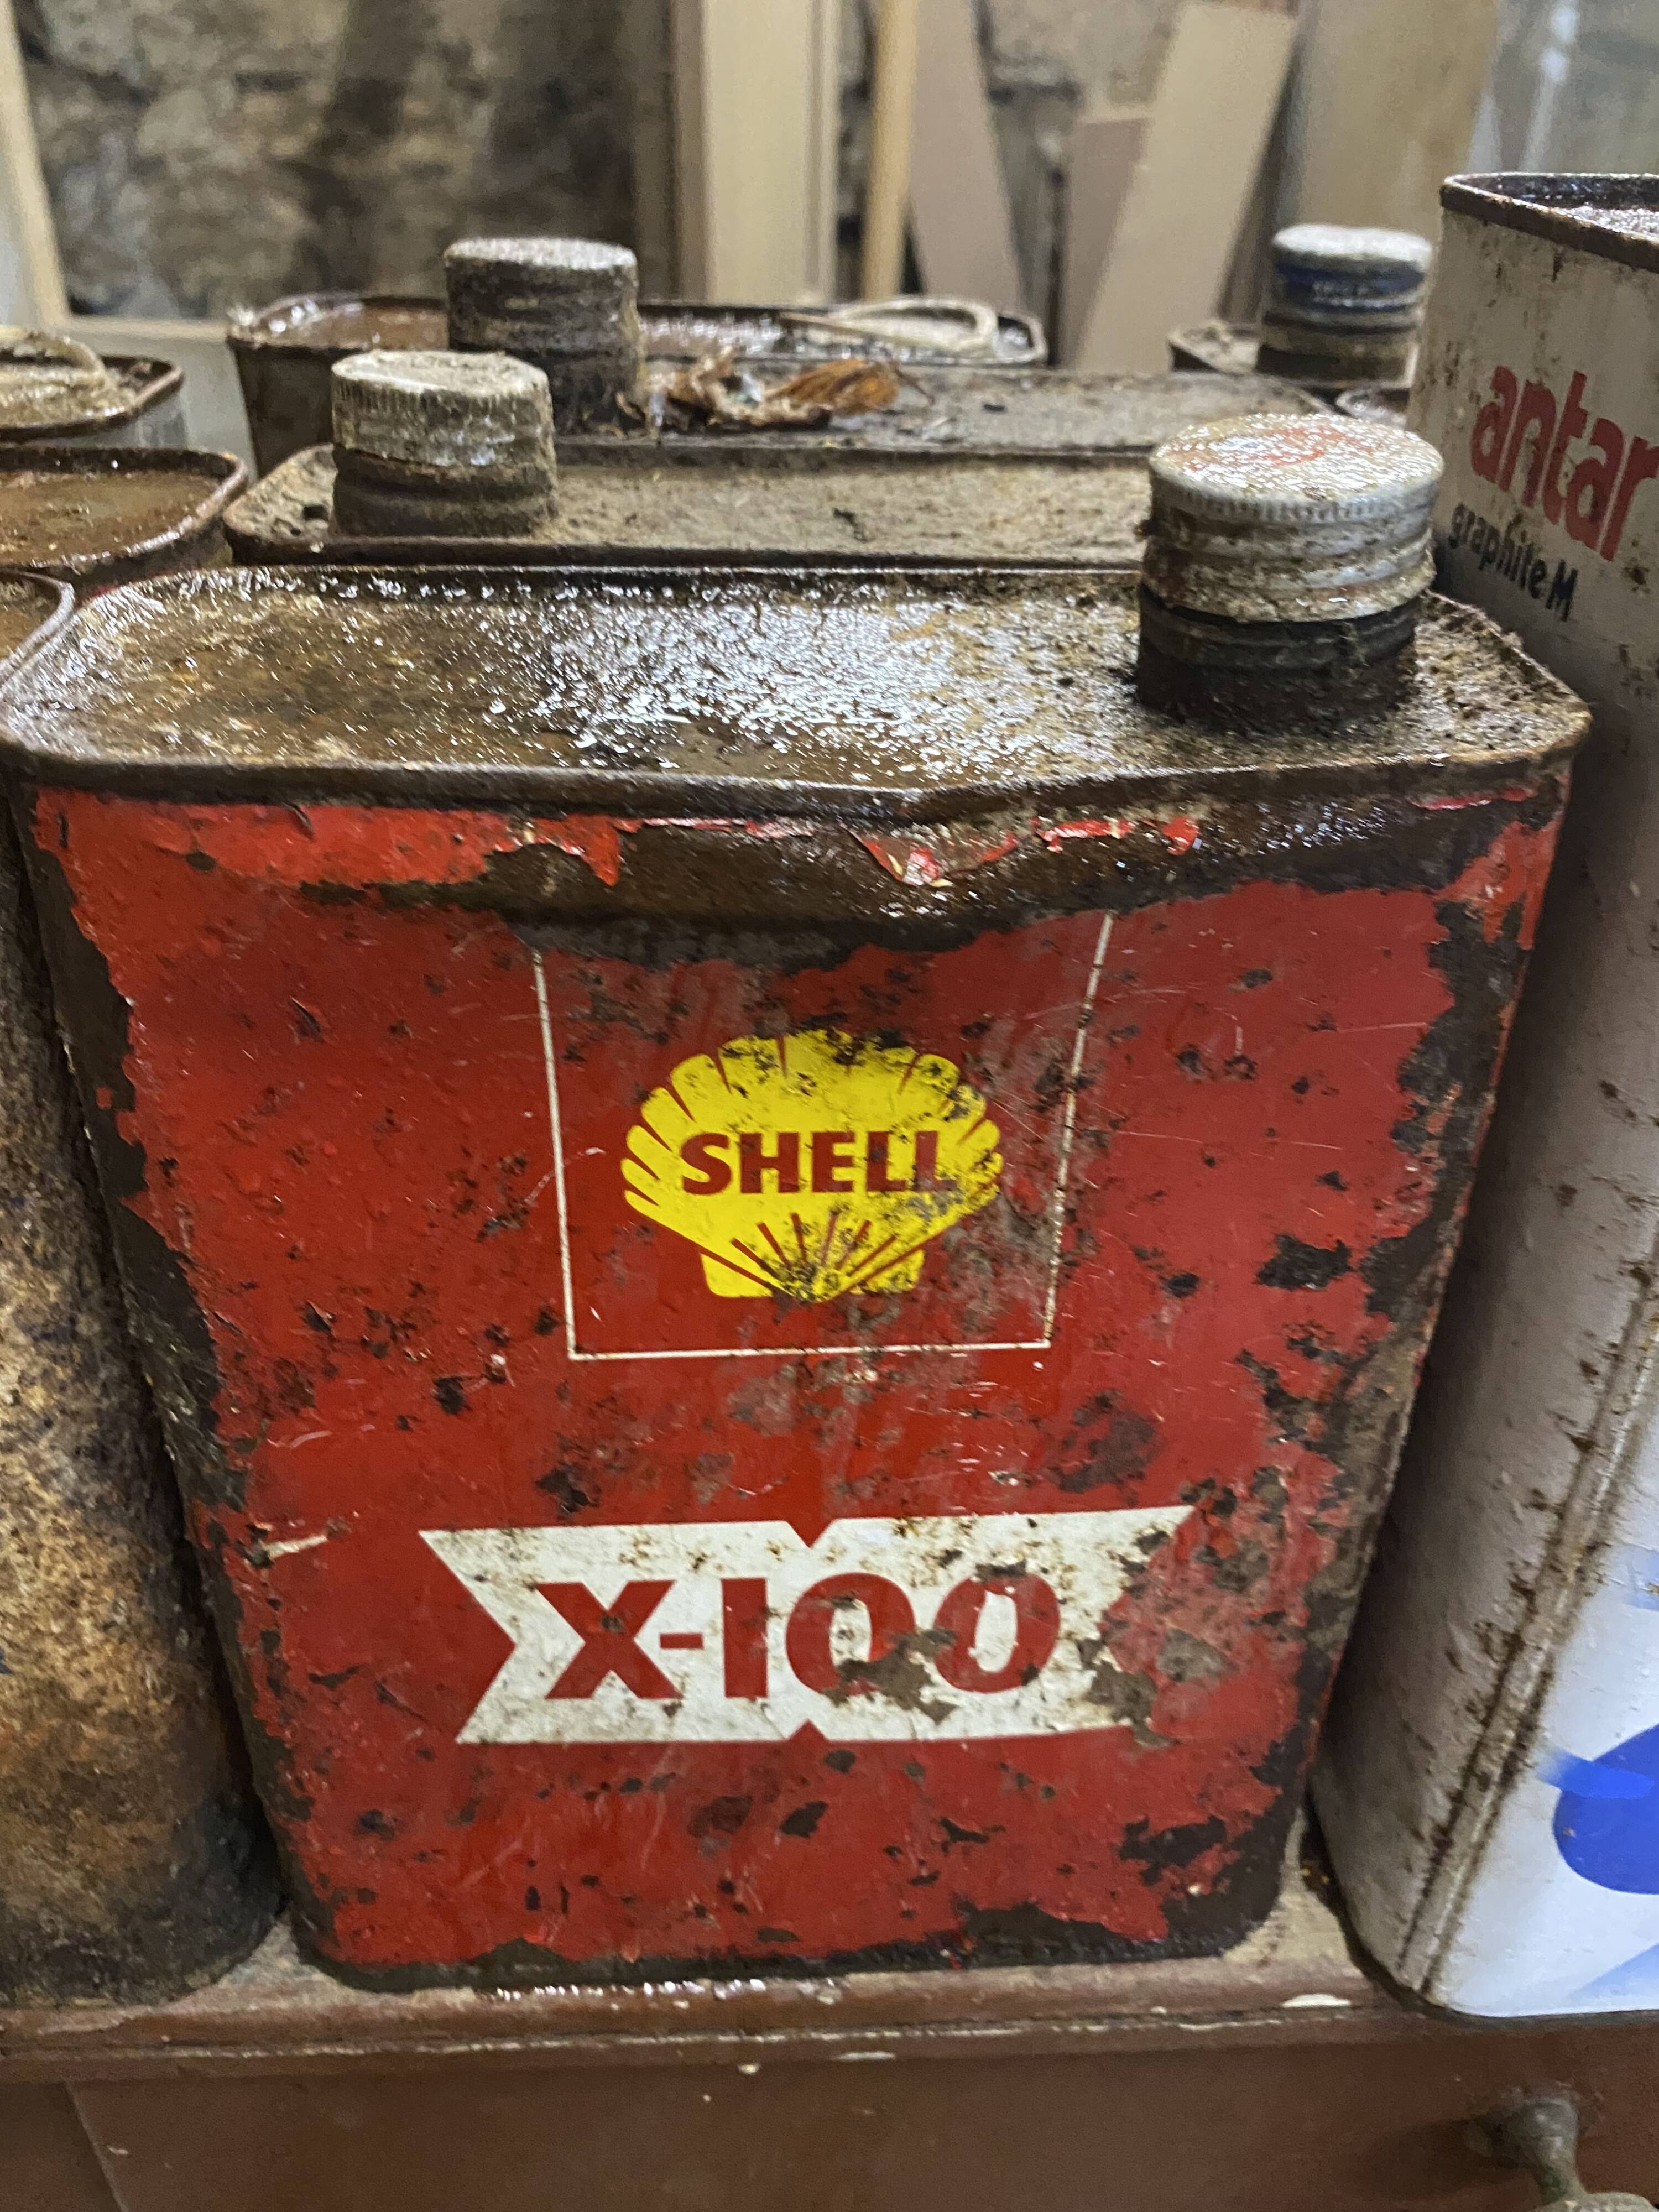 antar
graphite M
SHELL
X-100